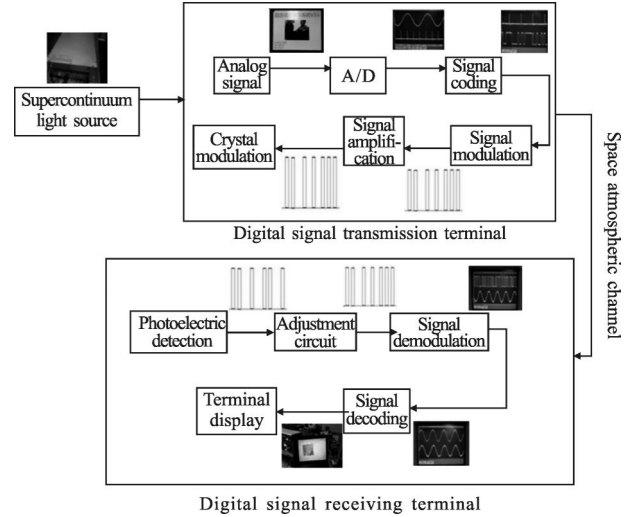 Supercontinuum
light source
Analog
signal
A/D
Signal
coding
Crystal
modulation
Signal
amplifi-
cation
Signal
modulation
Digital signal transmission terminal
Space atmospheric channel
Photoelectric
detection
Adjustment
circuit
Signal
demodulation
Terminal
display
Signal
decoding
Digital signal receiving terminal